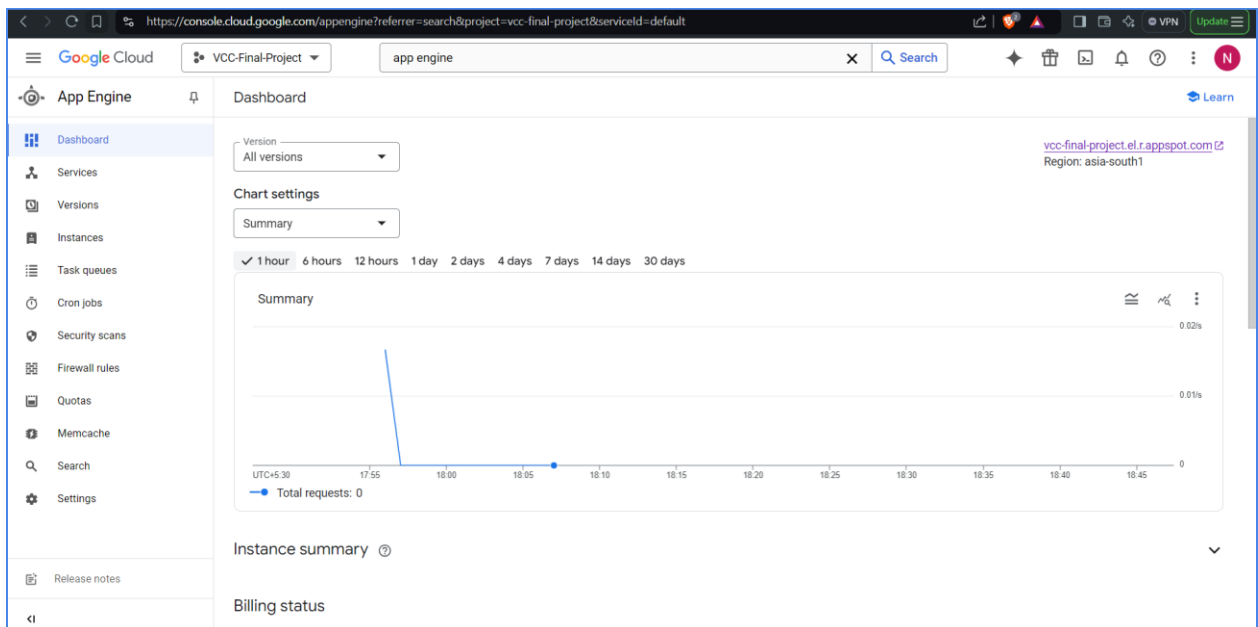 https://console.cloud.google.com/appengine?referrer=search&project=vcc-final-project&serviceId=default
VPN
Update
Google Cloud
VCC-Final-Project
app engine
Search
N
App Engine
Dashboard
Learn
Dashboard
Services
Versions
Instances
Task queues
Cron jobs
Security scans
Firewall rules
Quotas
Memcache
Search
Settings
Release notes
Version
All versions
vcc-final-project.el.r.appspot.com
Region: asia-south1
Chart settings
Summary
1 hour 6 hours 12 hours 1 day 2 days 4 days 7 days 14 days 30 days
Summary
0.02/s
0.01/s
0
UTC+5:30 17:55 18:00 18:05 18:10 18:15 18:20 18:25 18:30 18:35 18:40 18:45
Total requests: 0
Instance summary
Billing status